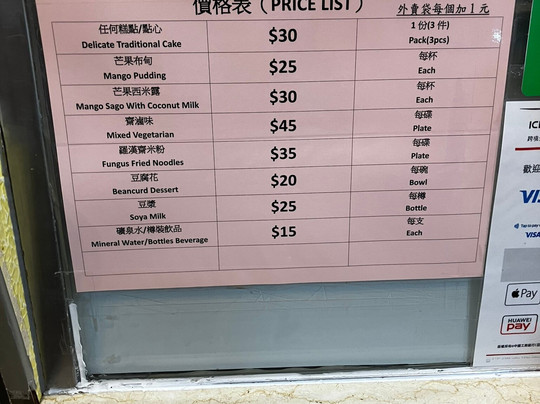 價格表（PRICE LIST）
外賣袋每個加1元
任何糕點/點心
Delicate Traditional Cake
$30
1份(3件)
Pack(3pcs)
芒果布甸
Mango Pudding
$25
每杯
Each
芒果西米露
Mango Sago With Coconut Milk
$30
每杯
Each
齋滷味
Mixed Vegetarian
$45
每碟
Plate
羅漢齋米粉
Fungus Fried Noodles
$35
每碟
Plate
豆腐花
Beancurd Dessert
$20
每碗
Bowl
豆漿
Soya Milk
$25
每樽
Bottle
礦泉水/樽裝飲品
Mineral Water/Bottles Beverage
$15
每支
Each
Pay
HUAWEI
pay